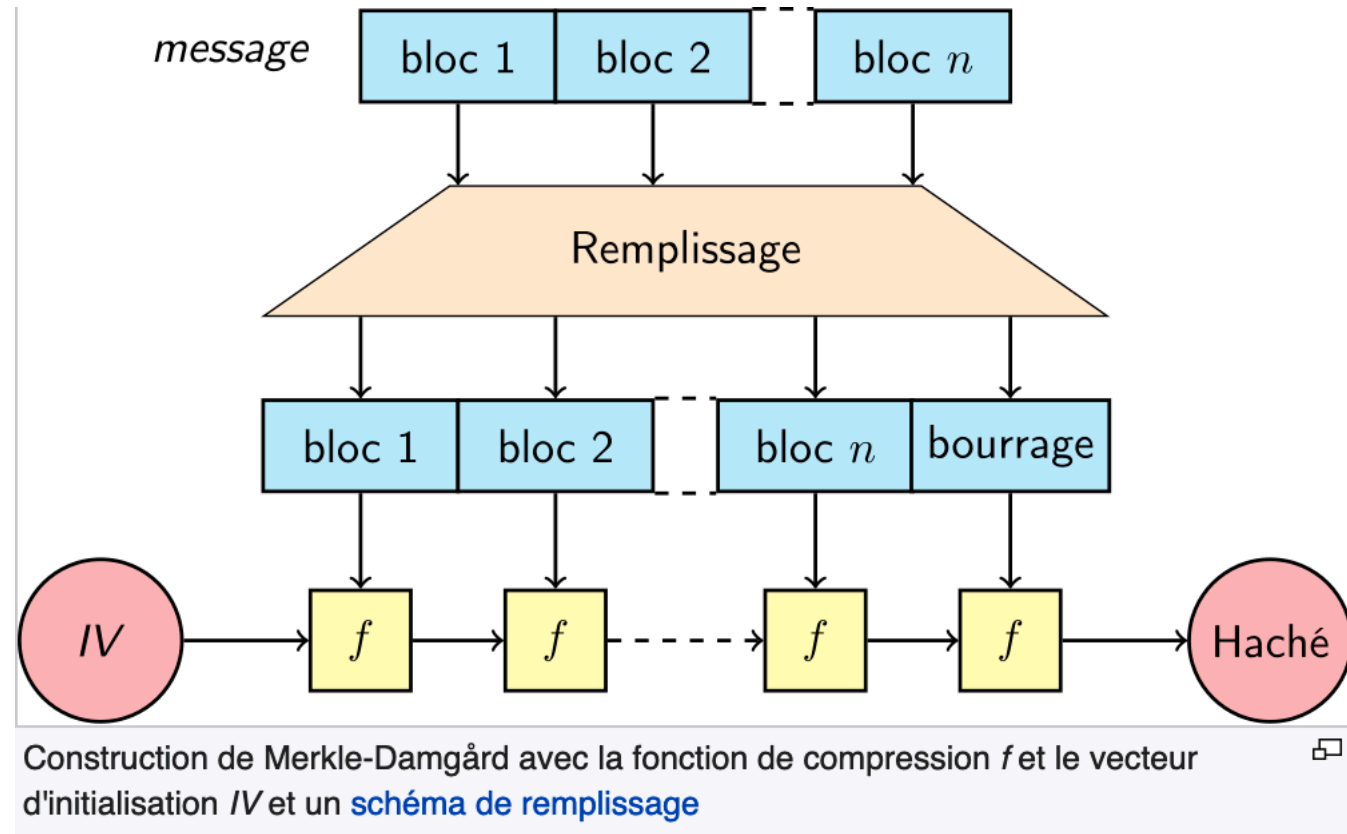 message
bloc 1 bloc 2 bloc n
Remplissage
bloc 1 bloc 2 bloc n bourrage
IV f f f f Haché
Construction de Merkle-Damgård avec la fonction de compression f et le vecteur
d'initialisation IV et un schéma de remplissage